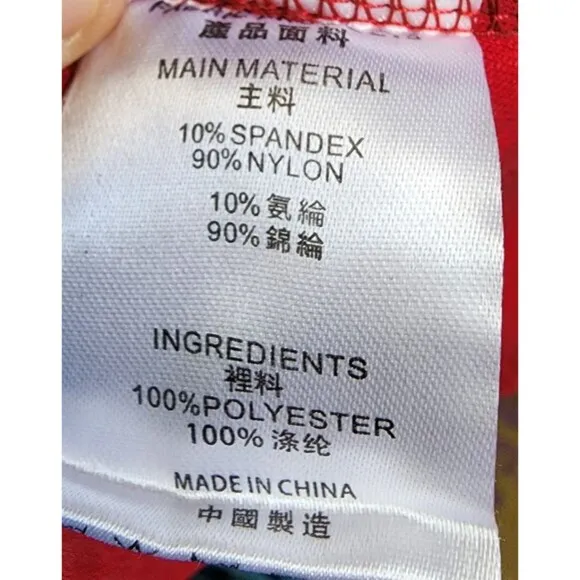 產品面料
MAIN MATERIAL
主料
10% SPANDEX
90% NYLON
10% 氨綸
90% 錦綸
INGREDIENTS
裡料
100%POLYESTER
100% 涤纶
MADE IN CHINA
中國製造